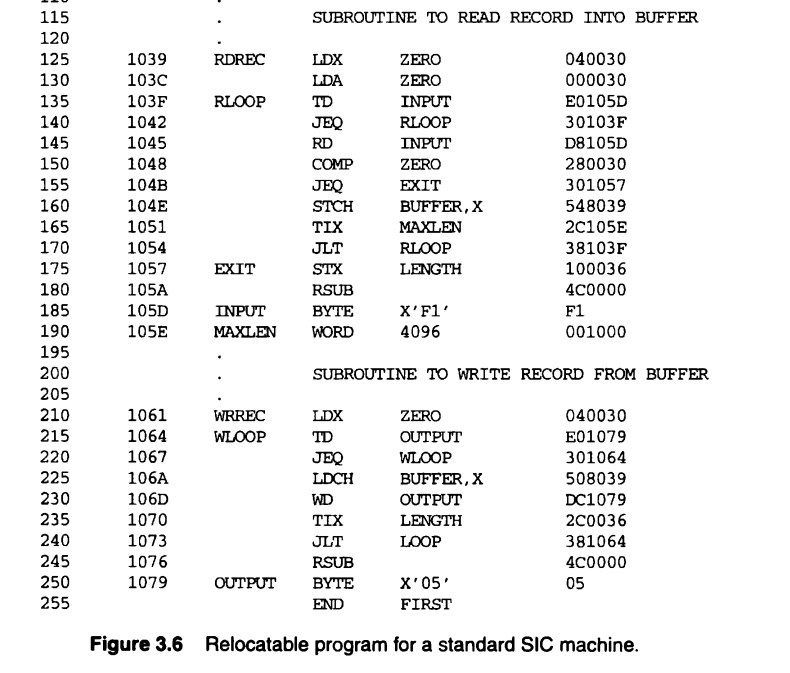 115 . SUBROUTINE TO READ RECORD INTO BUFFER
120 .
125 1039 RDREC LDX ZERO 040030
130 103C LDA ZERO 000030
135 103F RLOOP TD INPUT E0105D
140 1042 JEQ RLOOP 30103F
145 1045 RD INPUT D8105D
150 1048 COMP ZERO 280030
155 104B JEQ EXIT 301057
160 104E STCH BUFFER,X 548039
165 1051 TIX MAXLEN 2C105E
170 1054 JLT RLOOP 38103F
175 1057 EXIT STX LENGTH 100036
180 105A RSUB 4C0000
185 105D INPUT BYTE X'F1' F1
190 105E MAXLEN WORD 4096 001000
195 .
200 . SUBROUTINE TO WRITE RECORD FROM BUFFER
205 .
210 1061 WRREC LDX ZERO 040030
215 1064 WLOOP TD OUTPUT E01079
220 1067 JEQ WLOOP 301064
225 106A LDCH BUFFER,X 508039
230 106D WD OUTPUT DC1079
235 1070 TIX LENGTH 2C0036
240 1073 JLT LOOP 381064
245 1076 RSUB 4C0000
250 1079 OUTPUT BYTE X'05' 05
255 END FIRST
Figure 3.6 Relocatable program for a standard SIC machine.